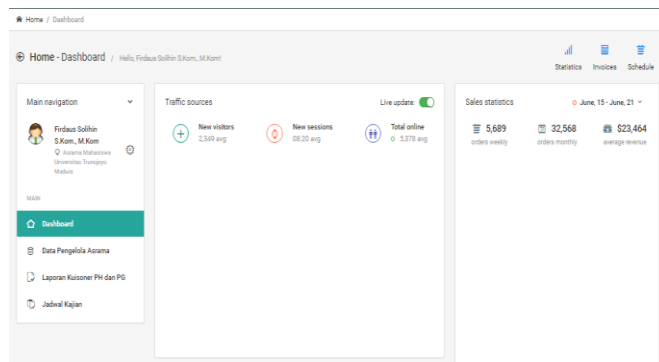 Home / Dashboard
Home - Dashboard / Hello, Firdaus Solihin S.Kom., M.Kom!
Statistics Invoices Schedule
Main navigation
Firdaus Solihin
S.Kom., M.Kom
Asrama Mahasiswa
Universitas Trunojoyo
Madura
MAIN
Dashboard
Data Pengelola Asrama
Laporan Kuisoner PH dan PG
Jadwal Kajian
Traffic sources Live update:
New visitors
2,349 avg
New sessions
08:20 avg
Total online
5,378 avg
Sales statistics June, 15 - June, 21
5,689
orders weekly
32,568
orders monthly
$23,464
average revenue